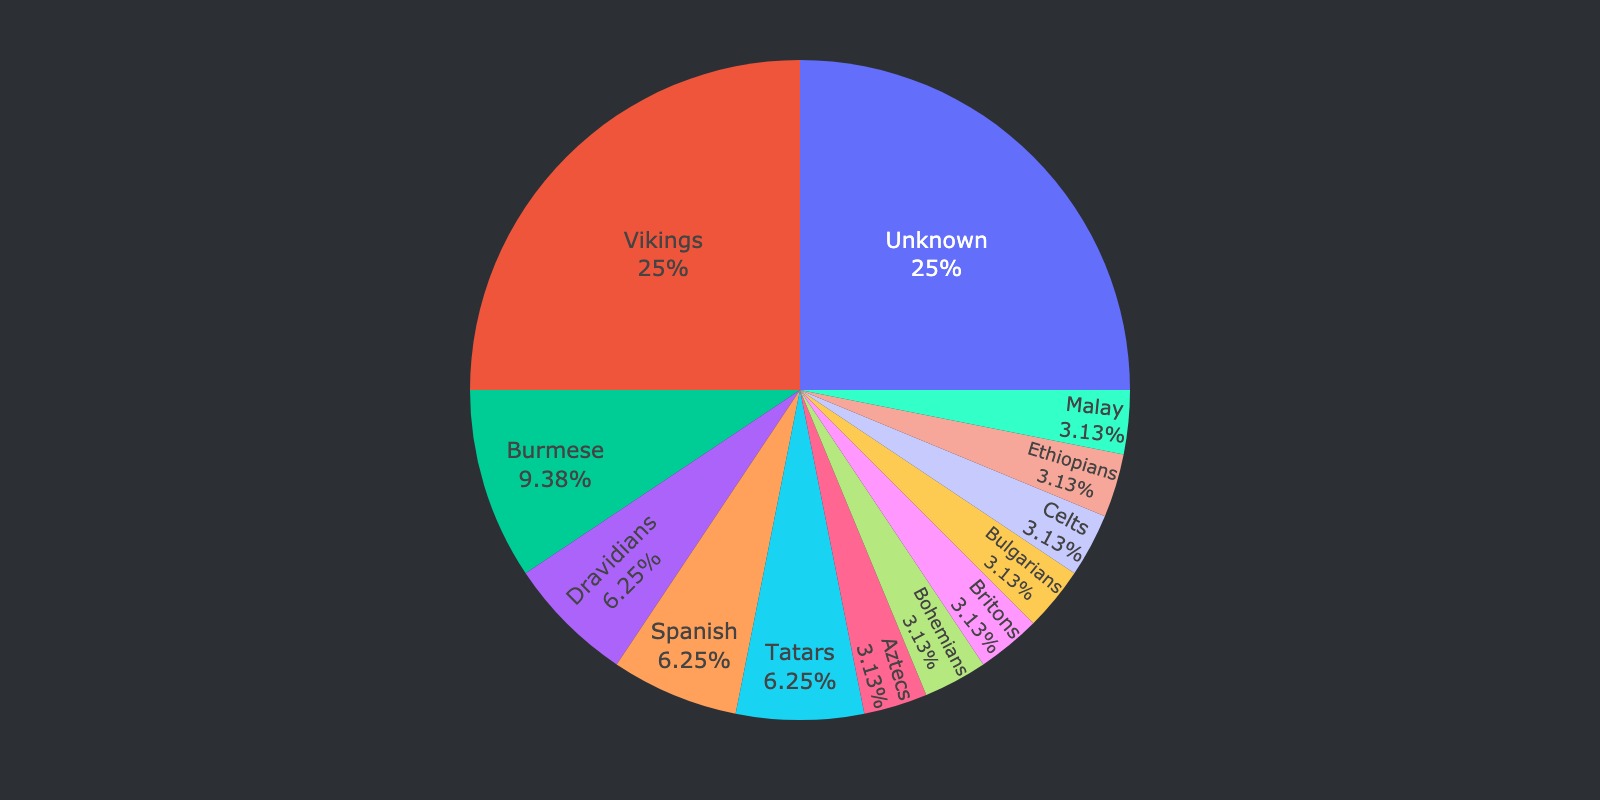 Vikings
25%
Unknown
25%
Malay
3.13%
Ethiopians
3.13%
Celts
3.13%
Bulgarians
3.13%
Britons
3.13%
Bohemians
3.13%
Aztecs
3.13%
Tatars
6.25%
Spanish
6.25%
Dravidians
6.25%
Burmese
9.38%